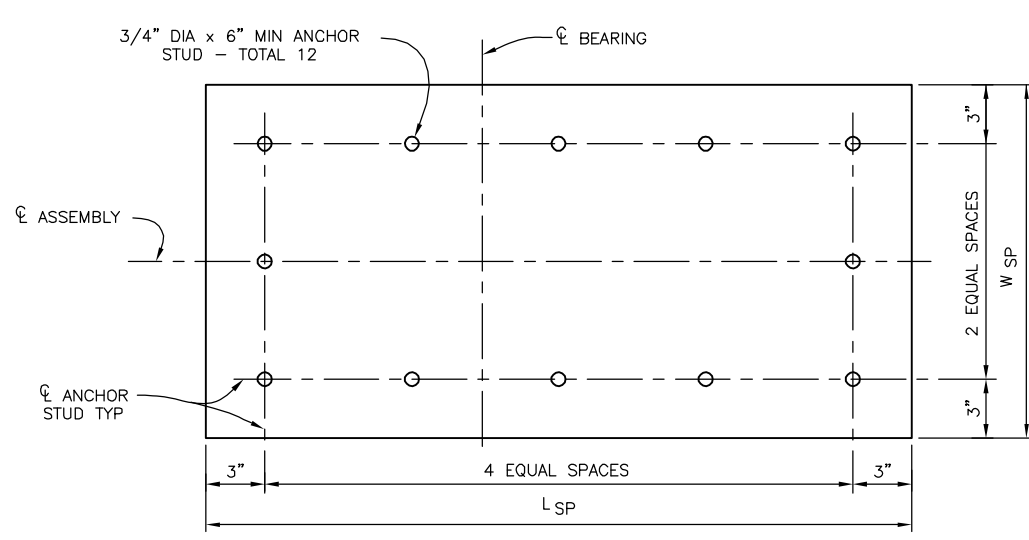 3/4" DIA x 6" MIN ANCHOR
STUD – TOTAL 12
℄ BEARING
3"
℄ ASSEMBLY
2 EQUAL SPACES
W SP
℄ ANCHOR
STUD TYP
3"
3"
4 EQUAL SPACES
3"
L SP